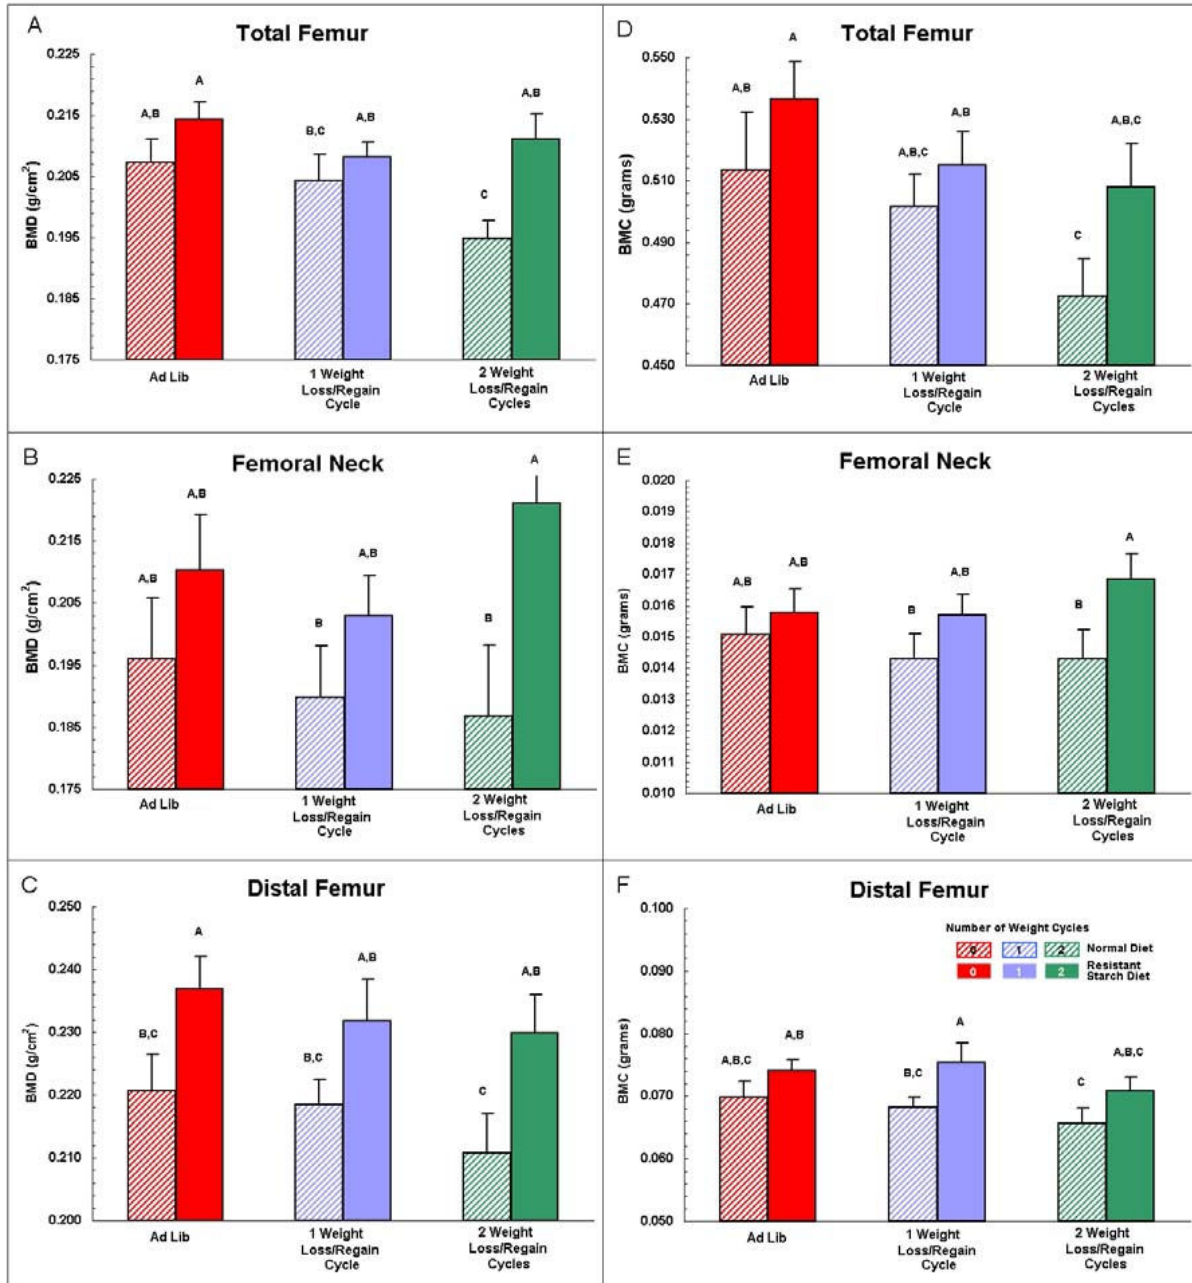 A
Total Femur
BMD (g/cm²)
0.225
0.215
0.205
0.195
0.185
0.175
A,B
A
B,C
A,B
C
A,B
Ad Lib
1 Weight
Loss/Regain
Cycle
2 Weight
Loss/Regain
Cycles
D
Total Femur
BMC (grams)
0.550
0.530
0.510
0.490
0.470
0.450
A,B
A
A,B,C
A,B
C
A,B,C
Ad Lib
1 Weight
Loss/Regain
Cycle
2 Weight
Loss/Regain
Cycles
B
Femoral Neck
BMD (g/cm²)
0.225
0.215
0.205
0.195
0.185
0.175
A,B
A,B
B
A,B
B
A
Ad Lib
1 Weight
Loss/Regain
Cycle
2 Weight
Loss/Regain
Cycles
E
Femoral Neck
BMC (grams)
0.020
0.019
0.018
0.017
0.016
0.015
0.014
0.013
0.012
0.011
0.010
A,B
A,B
B
A,B
B
A
Ad Lib
1 Weight
Loss/Regain
Cycle
2 Weight
Loss/Regain
Cycles
C
Distal Femur
BMD (g/cm²)
0.250
0.240
0.230
0.220
0.210
0.200
B,C
A
B,C
A,B
C
A,B
Ad Lib
1 Weight
Loss/Regain
Cycle
2 Weight
Loss/Regain
Cycles
F
Distal Femur
BMC (grams)
0.100
0.090
0.080
0.070
0.060
0.050
Number of Weight Cycles
0 1 2 Normal Diet
0 1 2 Resistant
Starch Diet
A,B,C
A,B
B,C
A
C
A,B,C
Ad Lib
1 Weight
Loss/Regain
Cycle
2 Weight
Loss/Regain
Cycles